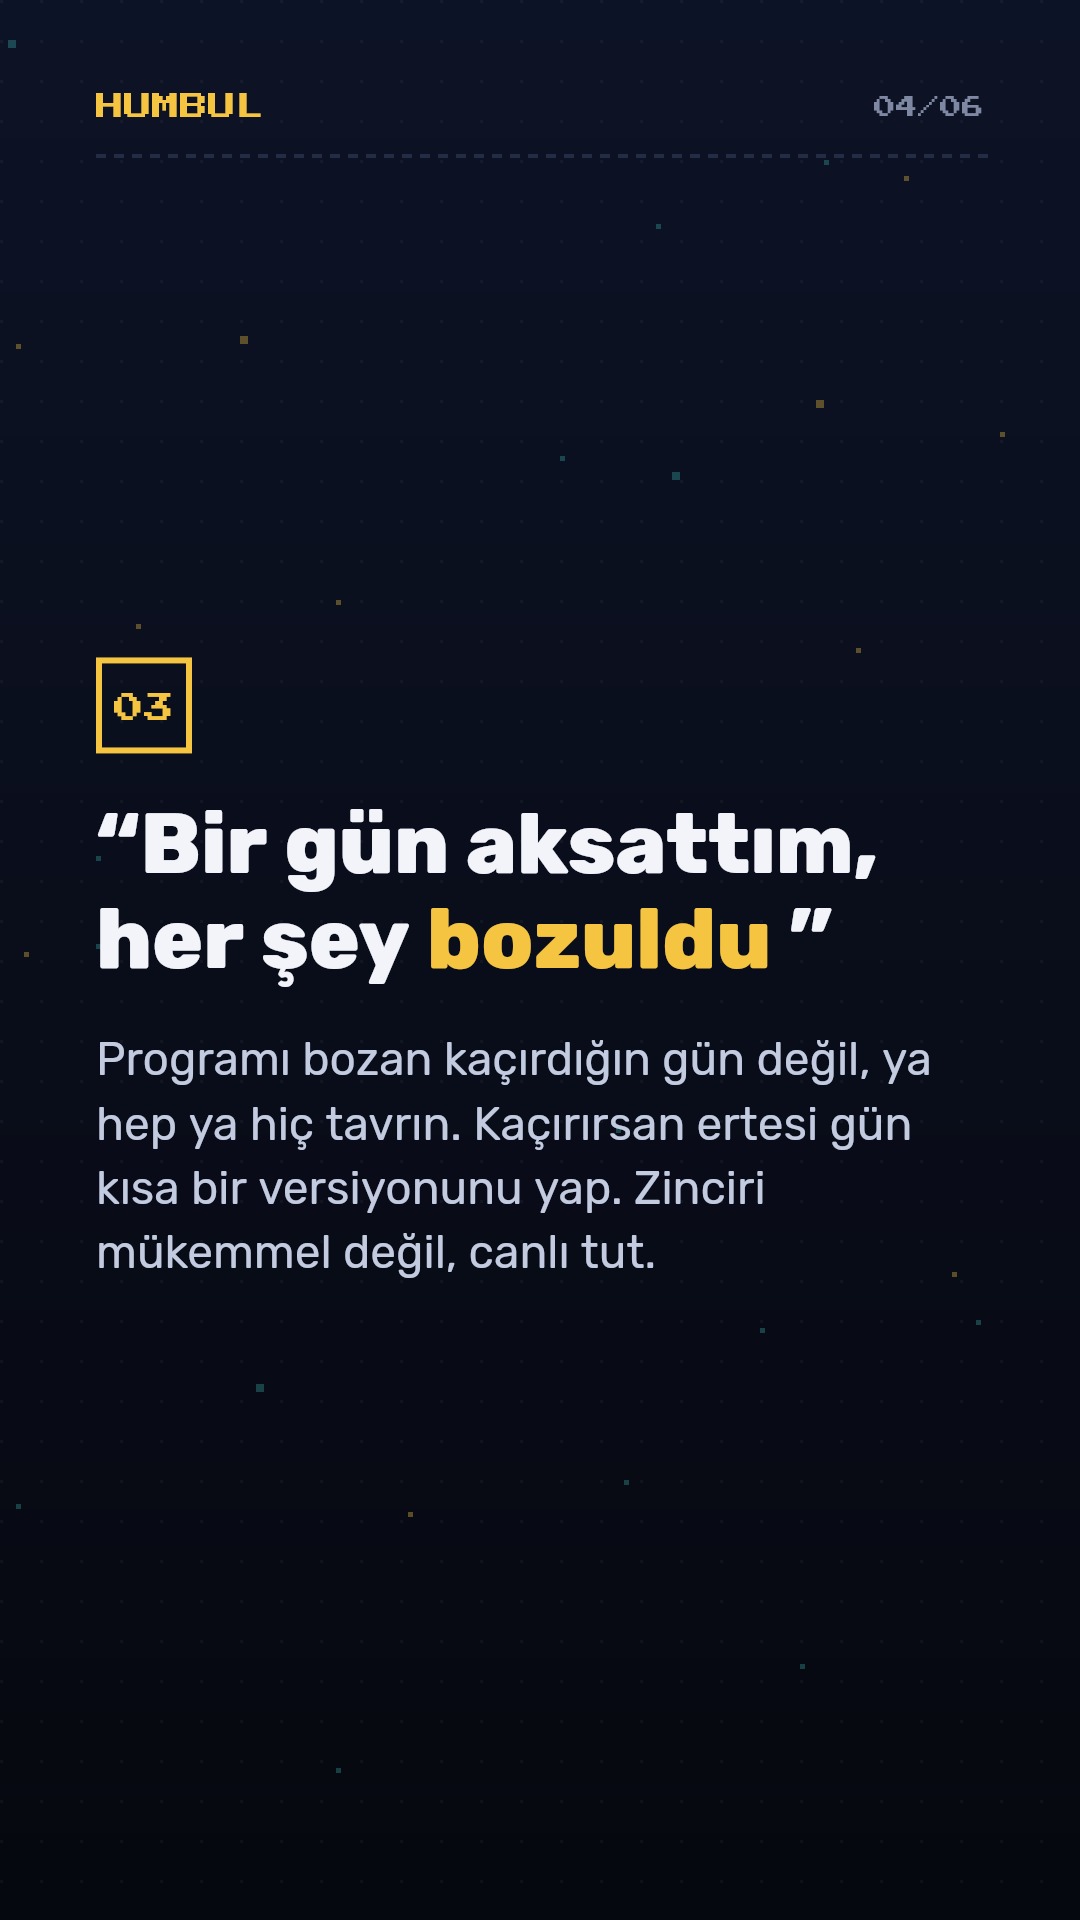 HUMBUL
04/06
03
“Bir gün aksattım,
her şey bozuldu ”
Programı bozan kaçırdığın gün değil, ya
hep ya hiç tavrın. Kaçırırsan ertesi gün
kısa bir versiyonunu yap. Zinciri
mükemmel değil, canlı tut.